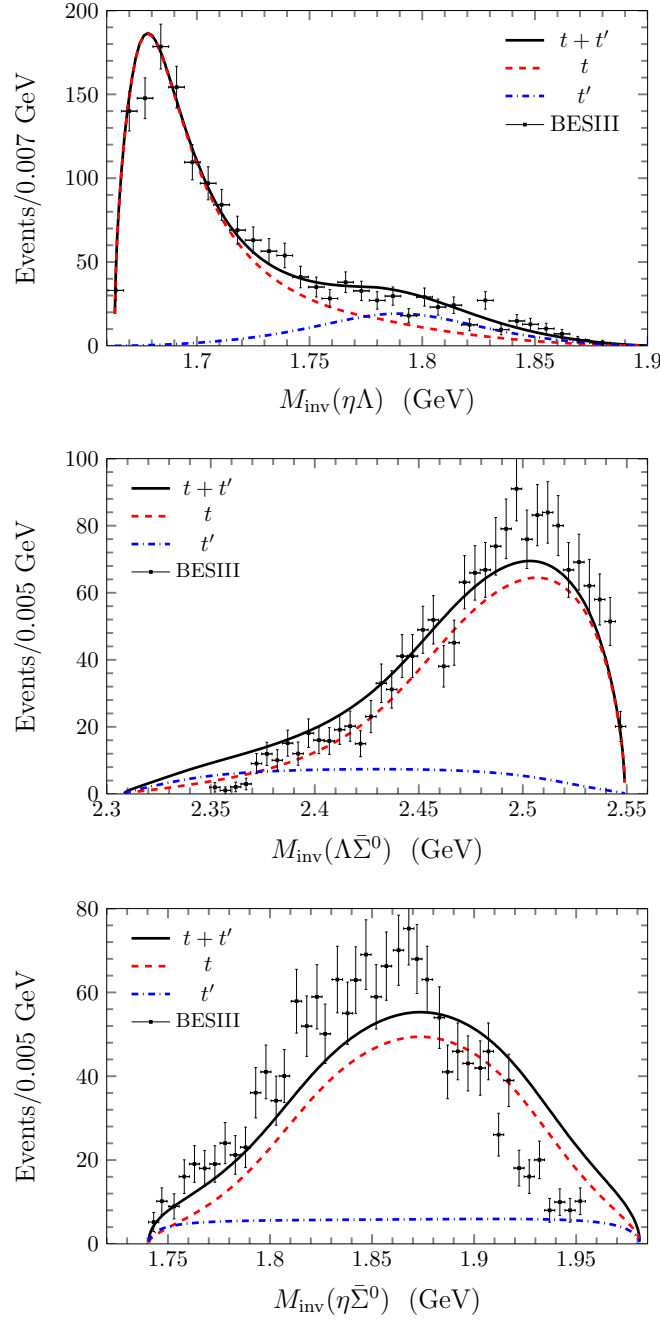 200
150
100
50
0
Events/0.007 GeV
t + t′
t
t′
BESIII
1.7 1.75 1.8 1.85 1.9
M_inv(ηΛ) (GeV)
100
80
60
40
20
0
Events/0.005 GeV
t + t′
t
t′
BESIII
2.3 2.35 2.4 2.45 2.5 2.55
M_inv(ΛΣ̄⁰) (GeV)
80
60
40
20
0
Events/0.005 GeV
t + t′
t
t′
BESIII
1.75 1.8 1.85 1.9 1.95
M_inv(ηΣ̄⁰) (GeV)